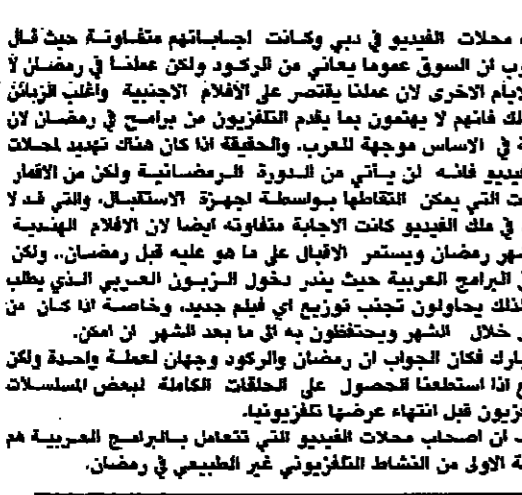 محلات الفيديو في دبي وكانت اجاباتهم متفاوتة حيث قال
وب ان السوق عموما يعاني من الركود ولكن عملنا في رمضان لا
لايام الاخرى لان عملنا يقتصر على الافلام الاجنبية واغلب الزبائن
لك فانهم لا يهتمون بما يقدم التلفزيون من برامج في رمضان لان
ة في الاساس موجهة للعرب. والحقيقة اذا كان هناك تهديد لمحلات
فيديو فانه لن يأتي من الدورة الرمضانية ولكن من الاقمار
ت التي يمكن التقاطها بواسطة اجهزة الاستقبال، والتي قد لا
في ملك الفيديو كانت الاجابة متفاوته ايضا لان الافلام الهندية
شهر رمضان ويستمر الاقبال على ما هو عليه قبل رمضان.. ولكن
ل البرامج العربية حيث يندر دخول الزبون العربي الذي يطلب
لذلك يحاولون تجنب توزيع اي فيلم جديد، وخاصة اذا كان من
خلال الشهر ويحتفظون به الى ما بعد الشهر ان امكن.
بارك فكان الجواب ان رمضان والركود وجهان لعملة واحدة ولكن
ع اذا استطعنا الحصول على الحلقات الكاملة لبعض المسلسلات
زيون قبل انتهاء عرضها تلفزيونيا.
ان اصحاب محلات الفيديو التي تتعامل بالبرامج العربية هم
ة الاولى من النشاط التلفزيوني غير الطبيعي في رمضان.